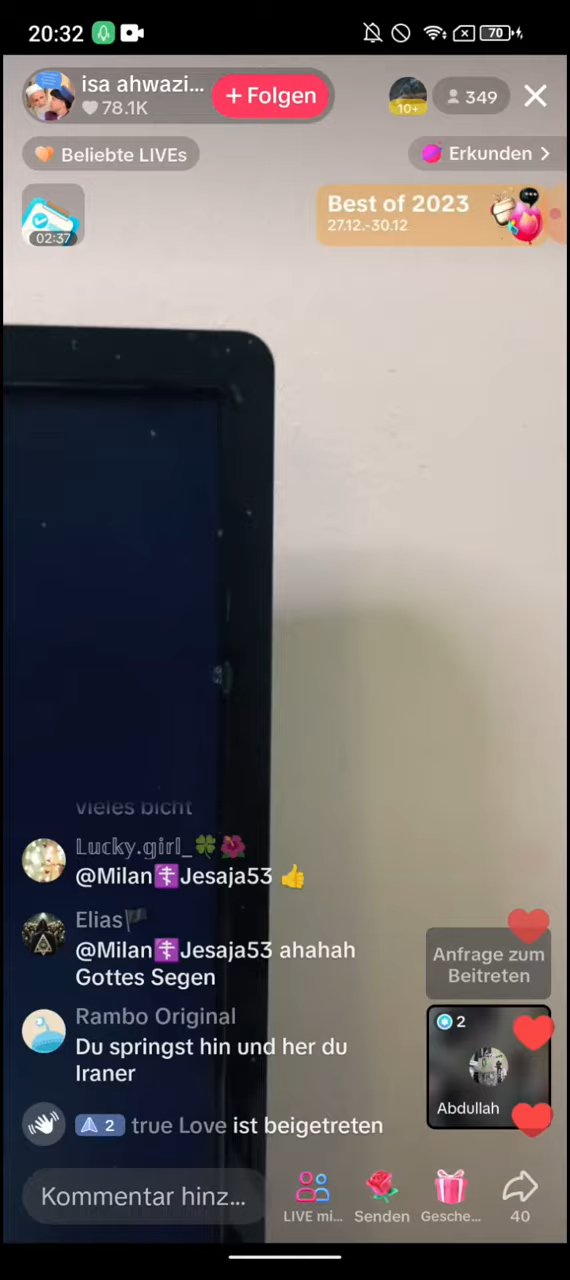 20:32
70
isa ahwazi...
+ Folgen
78.1K
10+
349
Beliebte LIVEs
Erkunden >
02:37
Best of 2023
27.12.-30.12
𝕃𝕦𝕔𝕜𝕪.𝕘𝕚𝕣𝕝_🍀🌺
@Milan☦️Jesaja53 👍
Elias🏴
@Milan☦️Jesaja53 ahahah
Gottes Segen
Rambo Original
Du springst hin und her du
Iraner
2 true Love ist beigetreten
Anfrage zum
Beitreten
2
Abdullah
Kommentar hinz...
LIVE mi...
Senden
Gesche...
40